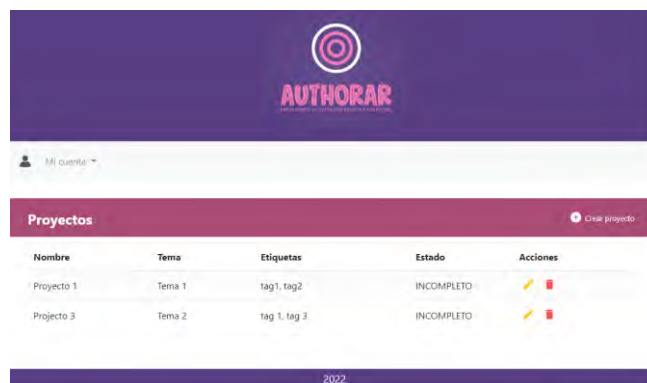 AUTHORAR
Mi cuenta
Proyectos
Crear proyecto
Nombre Tema Etiquetas Estado Acciones
Proyecto 1 Tema 1 tag1, tag2 INCOMPLETO
Projecto 3 Tema 2 tag 1, tag 3 INCOMPLETO
2022